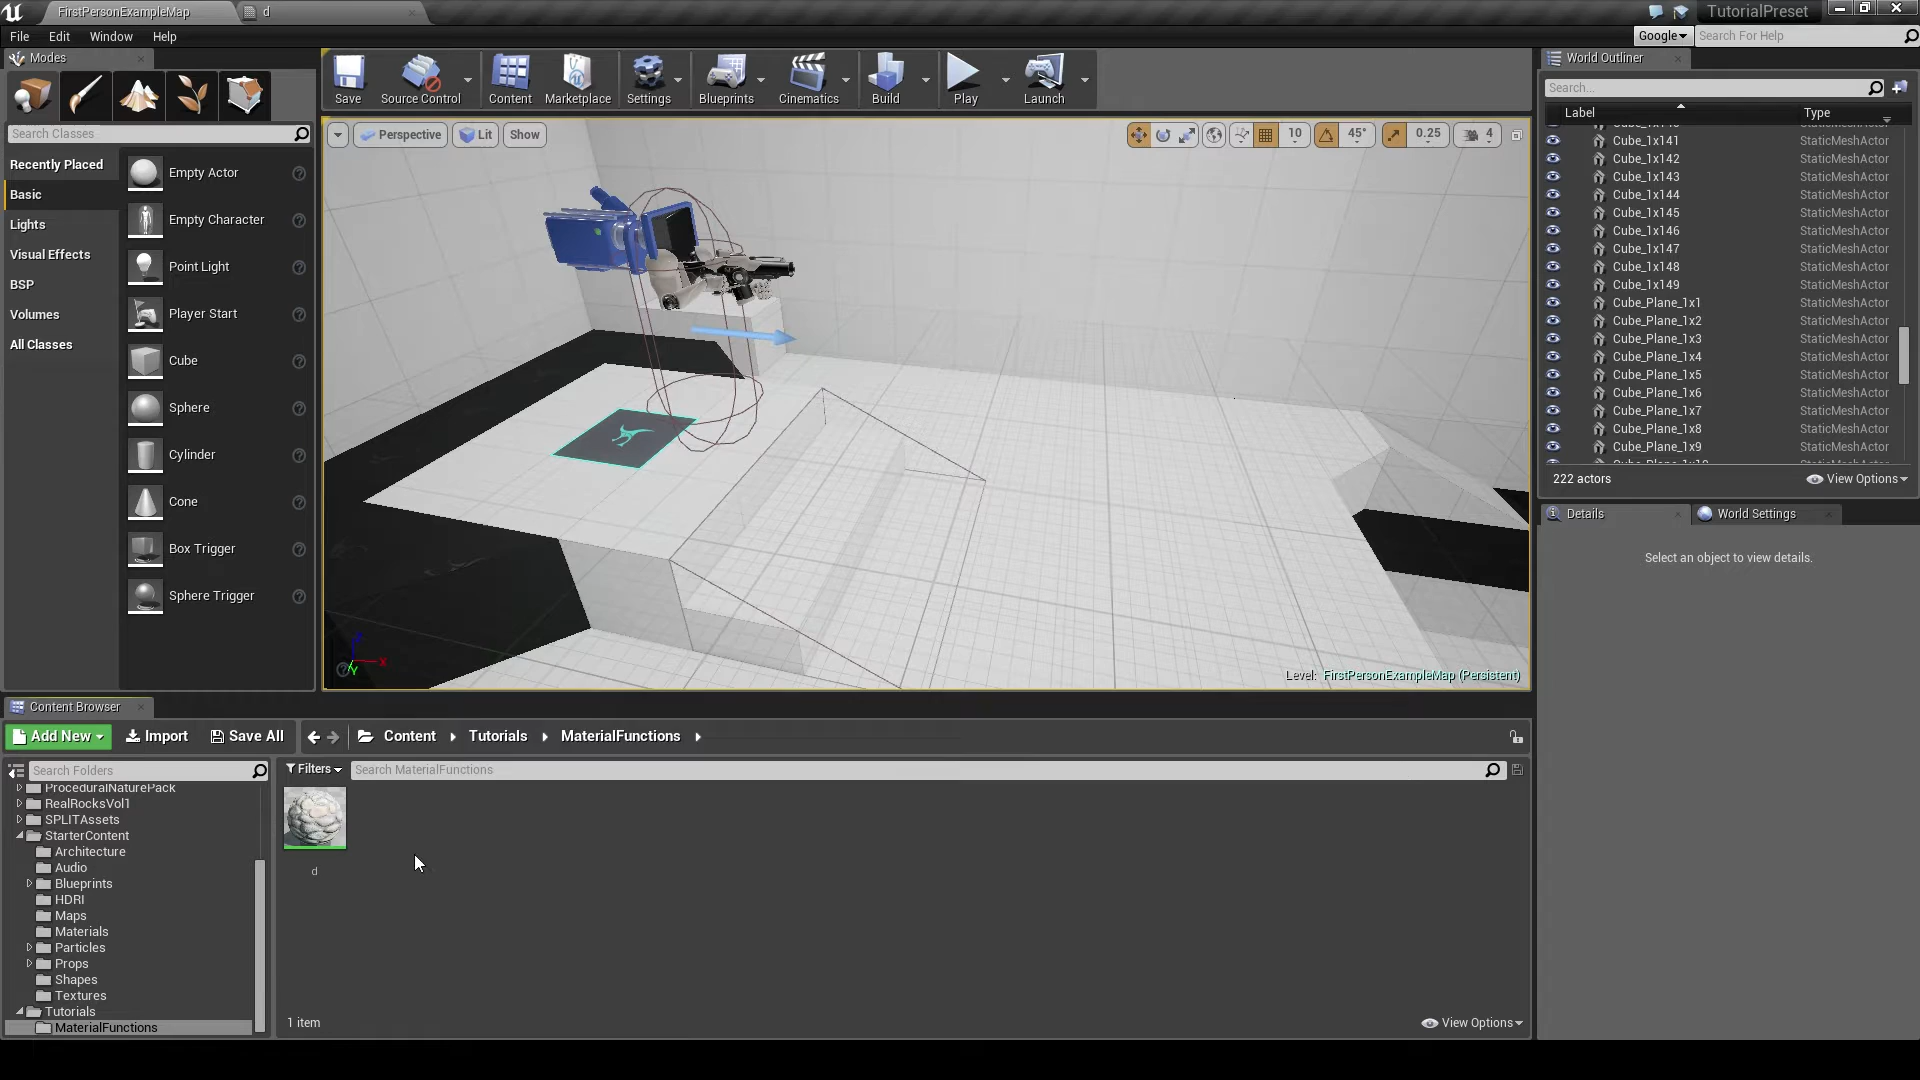 FirstPersonExampleMap
d
TutorialPreset
File Edit Window Help
Google
Search For Help
Modes
Search Classes
Recently Placed
Basic
Lights
Visual Effects
BSP
Volumes
All Classes
Empty Actor
Empty Character
Point Light
Player Start
Cube
Sphere
Cylinder
Cone
Box Trigger
Sphere Trigger
Save
Source Control
Content
Marketplace
Settings
Blueprints
Cinematics
Build
Play
Launch
Perspective
Lit
Show
10
45°
0.25
4
X
Y
Level: FirstPersonExampleMap (Persistent)
World Outliner
Search...
Label Type
Cube_1x141 StaticMeshActor
Cube_1x142 StaticMeshActor
Cube_1x143 StaticMeshActor
Cube_1x144 StaticMeshActor
Cube_1x145 StaticMeshActor
Cube_1x146 StaticMeshActor
Cube_1x147 StaticMeshActor
Cube_1x148 StaticMeshActor
Cube_1x149 StaticMeshActor
Cube_Plane_1x1 StaticMeshActor
Cube_Plane_1x2 StaticMeshActor
Cube_Plane_1x3 StaticMeshActor
Cube_Plane_1x4 StaticMeshActor
Cube_Plane_1x5 StaticMeshActor
Cube_Plane_1x6 StaticMeshActor
Cube_Plane_1x7 StaticMeshActor
Cube_Plane_1x8 StaticMeshActor
Cube_Plane_1x9 StaticMeshActor
222 actors
View Options
Details
World Settings
Select an object to view details.
Content Browser
Add New
Import
Save All
Content
Tutorials
MaterialFunctions
Search Folders
ProceduralNaturePack
RealRocksVol1
SPLITAssets
StarterContent
Architecture
Audio
Blueprints
HDRI
Maps
Materials
Particles
Props
Shapes
Textures
Tutorials
MaterialFunctions
Filters
Search MaterialFunctions
d
1 item
View Options